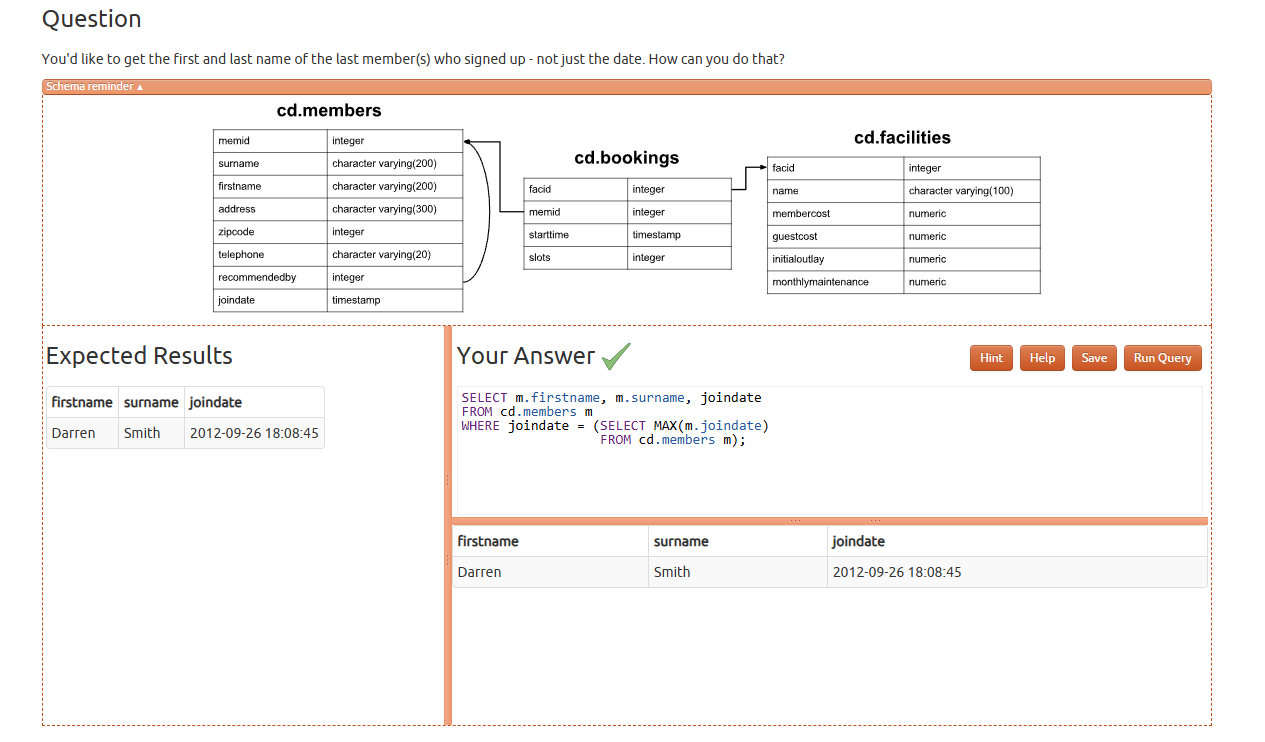 Question
You'd like to get the first and last name of the last member(s) who signed up - not just the date. How can you do that?
Schema reminder ▴
cd.members
memid integer
surname character varying(200)
firstname character varying(200)
address character varying(300)
zipcode integer
telephone character varying(20)
recommendedby integer
joindate timestamp
cd.bookings
facid integer
memid integer
starttime timestamp
slots integer
cd.facilities
facid integer
name character varying(100)
membercost numeric
guestcost numeric
initialoutlay numeric
monthlymaintenance numeric
Expected Results
firstname surname joindate
Darren Smith 2012-09-26 18:08:45
Your Answer
Hint Help Save Run Query
SELECT m.firstname, m.surname, joindate
FROM cd.members m
WHERE joindate = (SELECT MAX(m.joindate)
FROM cd.members m);
firstname surname joindate
Darren Smith 2012-09-26 18:08:45